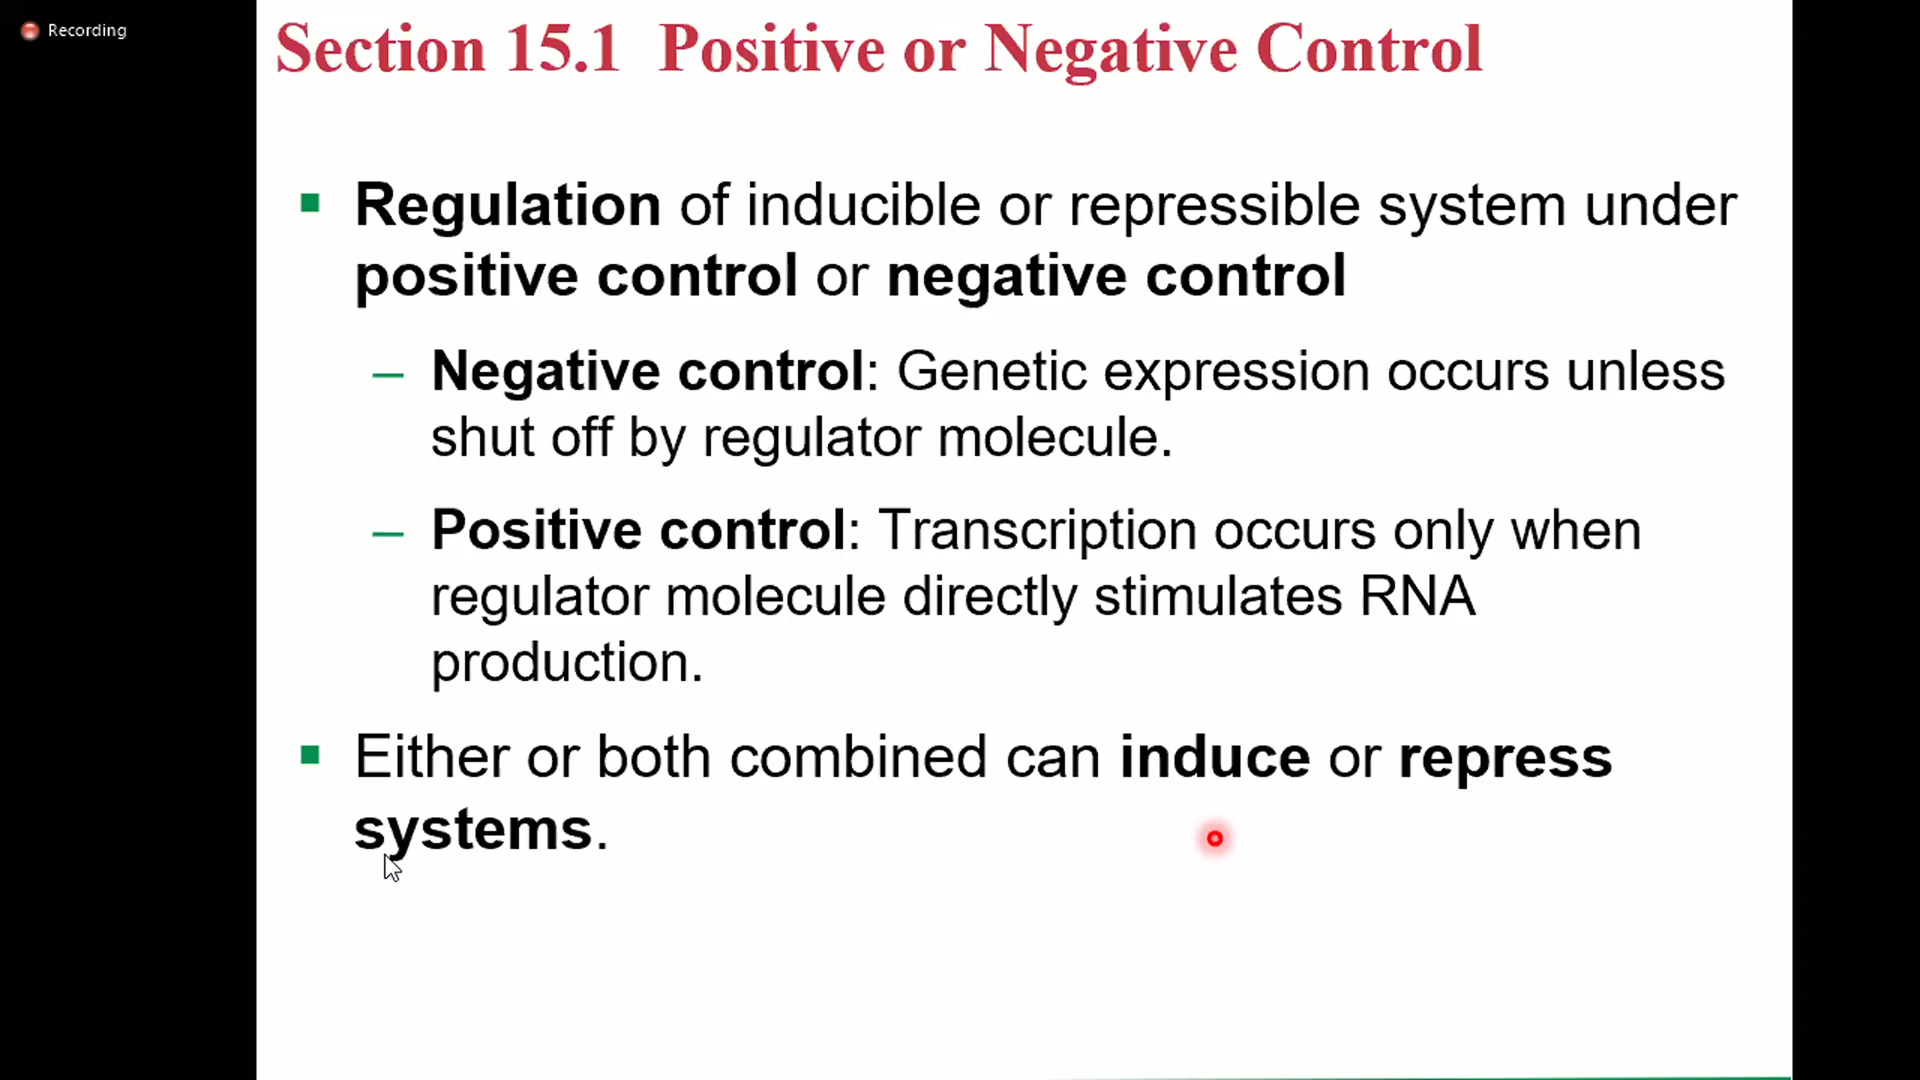 Recording
Section 15.1 Positive or Negative Control
▪ Regulation of inducible or repressible system under
positive control or negative control
– Negative control: Genetic expression occurs unless
shut off by regulator molecule.
– Positive control: Transcription occurs only when
regulator molecule directly stimulates RNA
production.
▪ Either or both combined can induce or repress
systems.